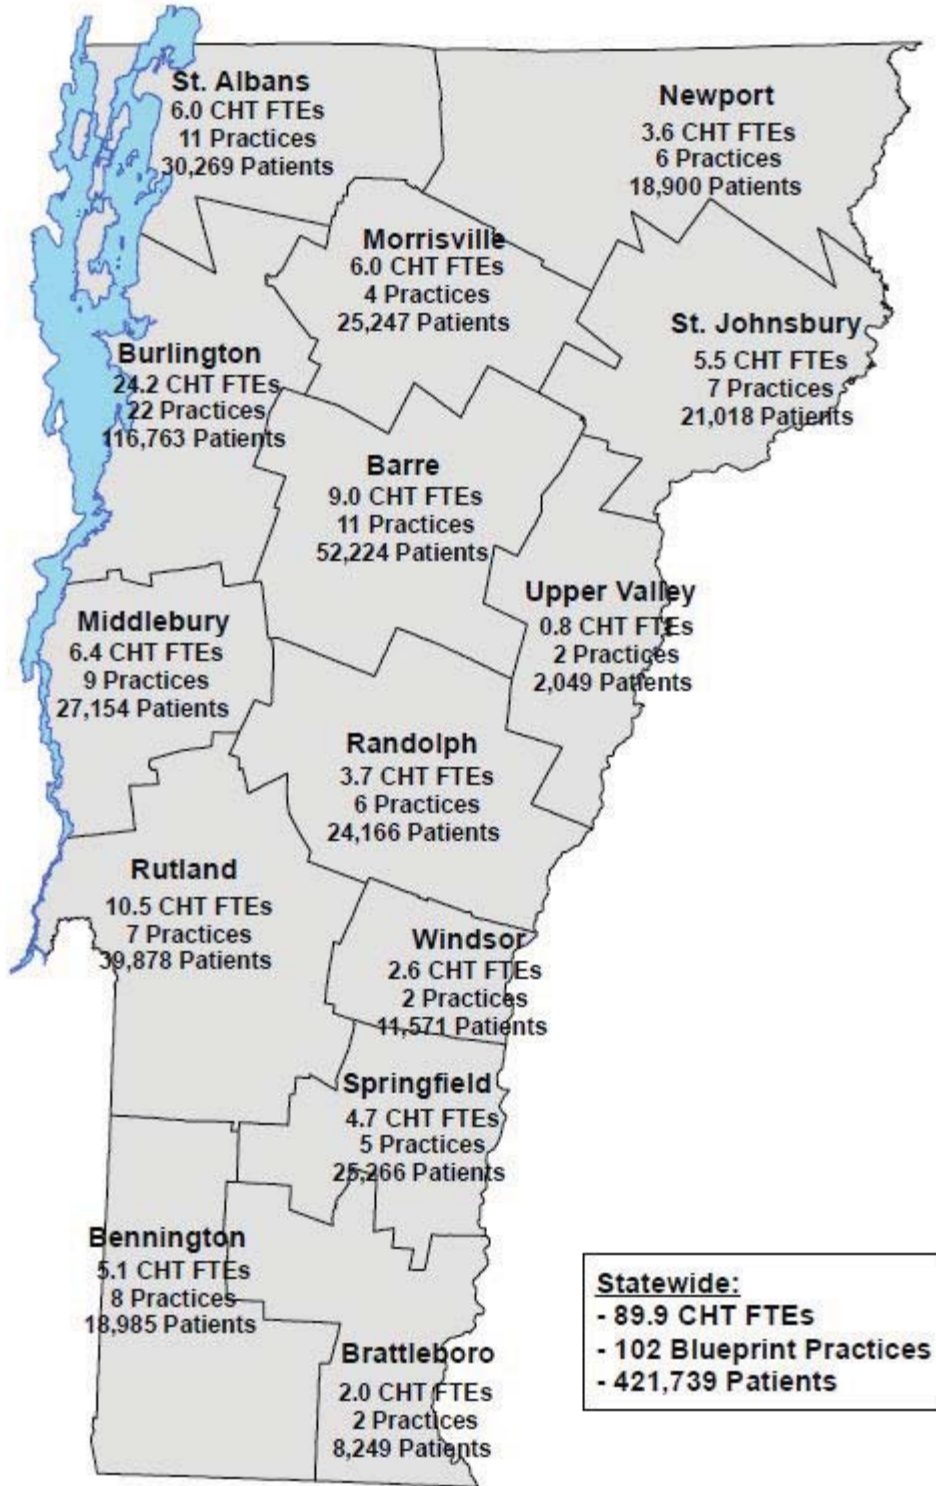 St. Albans
6.0 CHT FTEs
11 Practices
30,269 Patients
Newport
3.6 CHT FTEs
6 Practices
18,900 Patients
Morrisville
6.0 CHT FTEs
4 Practices
25,247 Patients
St. Johnsbury
5.5 CHT FTEs
7 Practices
21,018 Patients
Burlington
24.2 CHT FTEs
22 Practices
116,763 Patients
Barre
9.0 CHT FTEs
11 Practices
52,224 Patients
Upper Valley
0.8 CHT FTEs
2 Practices
2,049 Patients
Middlebury
6.4 CHT FTEs
9 Practices
27,154 Patients
Randolph
3.7 CHT FTEs
6 Practices
24,166 Patients
Rutland
10.5 CHT FTEs
7 Practices
39,878 Patients
Windsor
2.6 CHT FTEs
2 Practices
11,571 Patients
Springfield
4.7 CHT FTEs
5 Practices
25,266 Patients
Bennington
5.1 CHT FTEs
8 Practices
18,985 Patients
Brattleboro
2.0 CHT FTEs
2 Practices
8,249 Patients
Statewide:
- 89.9 CHT FTEs
- 102 Blueprint Practices
- 421,739 Patients